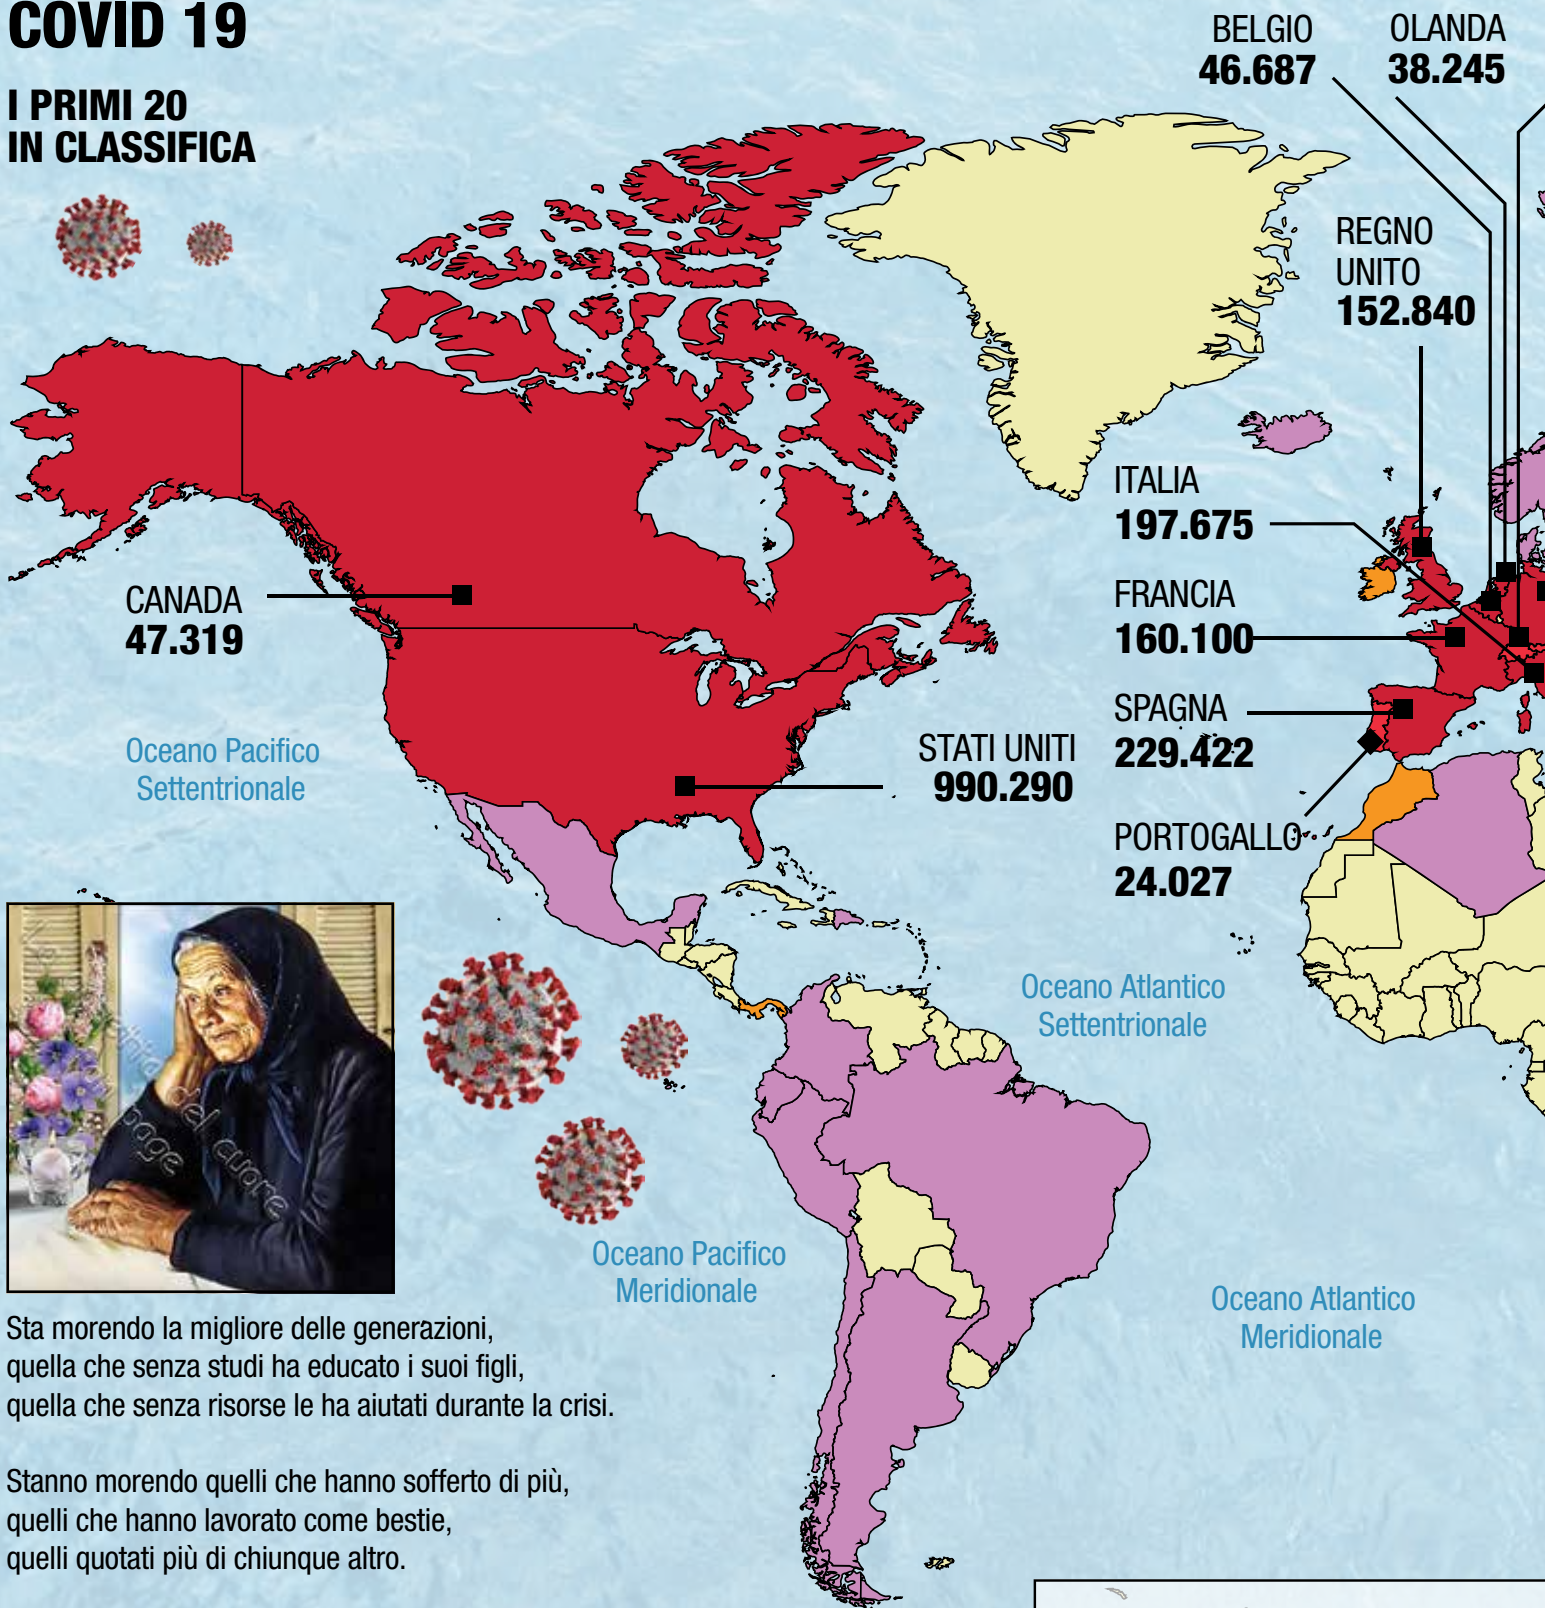 COVID 19
I PRIMI 20
IN CLASSIFICA
BELGIO
46.687
OLANDA
38.245
REGNO
UNITO
152.840
ITALIA
197.675
FRANCIA
160.100
SPAGNA
229.422
PORTOGALLO
24.027
CANADA
47.319
STATI UNITI
990.290
Oceano Pacifico
Settentrionale
Oceano Atlantico
Settentrionale
Oceano Pacifico
Meridionale
Oceano Atlantico
Meridionale
del cuore
page
Sta morendo la migliore delle generazioni,
quella che senza studi ha educato i suoi figli,
quella che senza risorse le ha aiutati durante la crisi.
Stanno morendo quelli che hanno sofferto di più,
quelli che hanno lavorato come bestie,
quelli quotati più di chiunque altro.